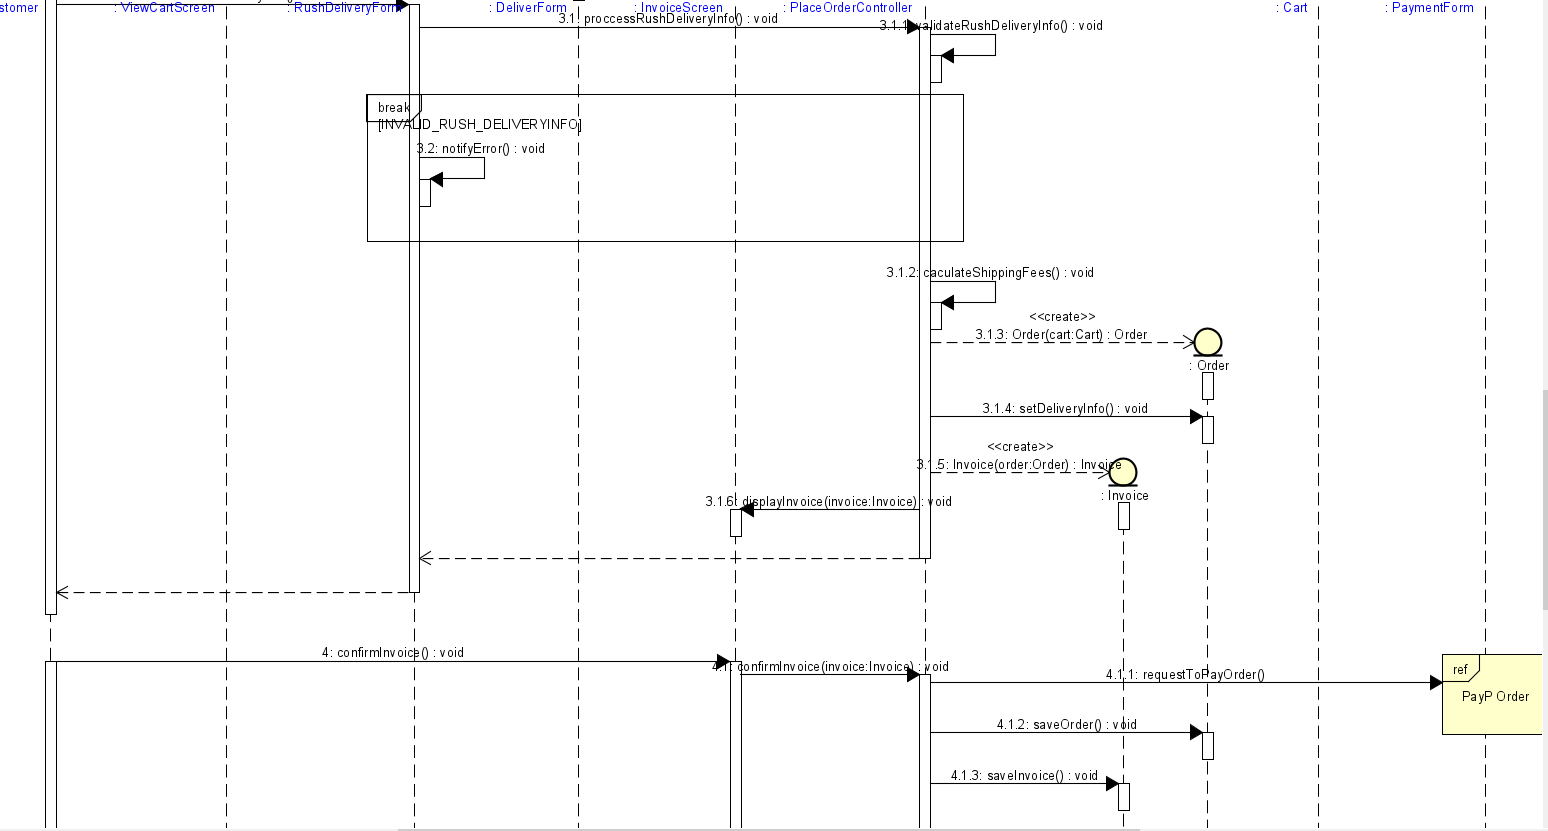 stomer
: ViewCartScreen
: RushDeliveryForm
: DeliverForm
: InvoiceScreen
: PlaceOrderController
: Cart
: PaymentForm
3.1: proccessRushDeliveryInfo() : void
3.1.1: validateRushDeliveryInfo() : void
break
[INVALID_RUSH_DELIVERYINFO]
3.2: notifyError() : void
3.1.2: caculateShippingFees() : void
<<create>>
3.1.3: Order(cart:Cart) : Order
: Order
3.1.4: setDeliveryInfo() : void
<<create>>
3.1.5: Invoice(order:Order) : Invoice
: Invoice
3.1.6: displayInvoice(invoice:Invoice) : void
4: confirmInvoice() : void
4.1: confirmInvoice(invoice:Invoice) : void
4.1.1: requestToPayOrder()
ref
PayP Order
4.1.2: saveOrder() : void
4.1.3: saveInvoice() : void